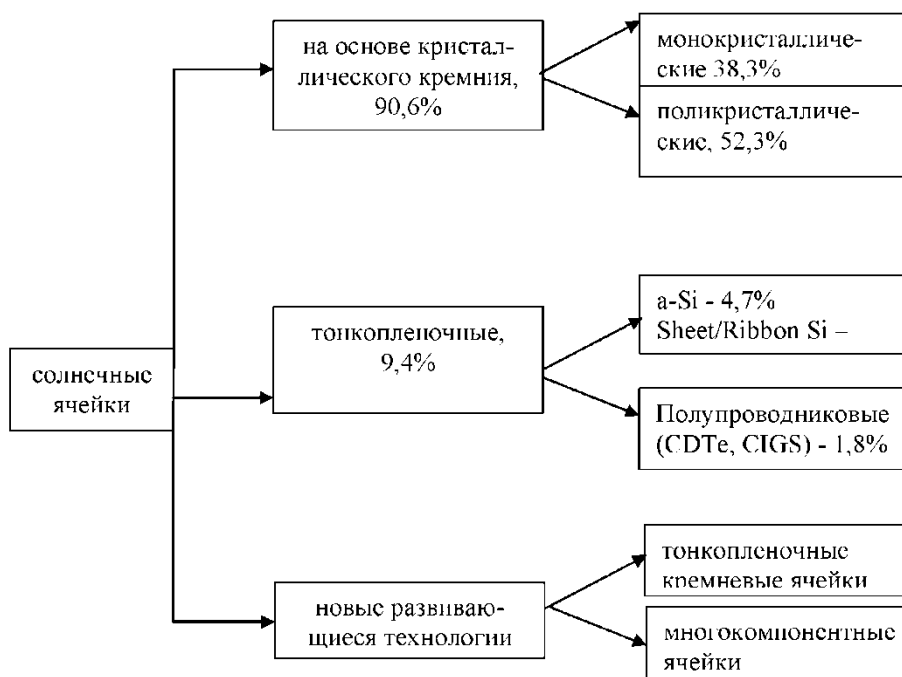 солнечные
ячейки
на основе кристал-
лического кремния,
90,6%
монокристалличе-
ские 38,3%
поликристалличе-
ские, 52,3%
тонкопленочные,
9,4%
a-Si - 4,7%
Sheet/Ribbon Si –
Полупроводниковые
(CDTe, CIGS) - 1,8%
новые развиваю-
щиеся технологии
тонкопленочные
кремневые ячейки
многокомпонентные
ячейки